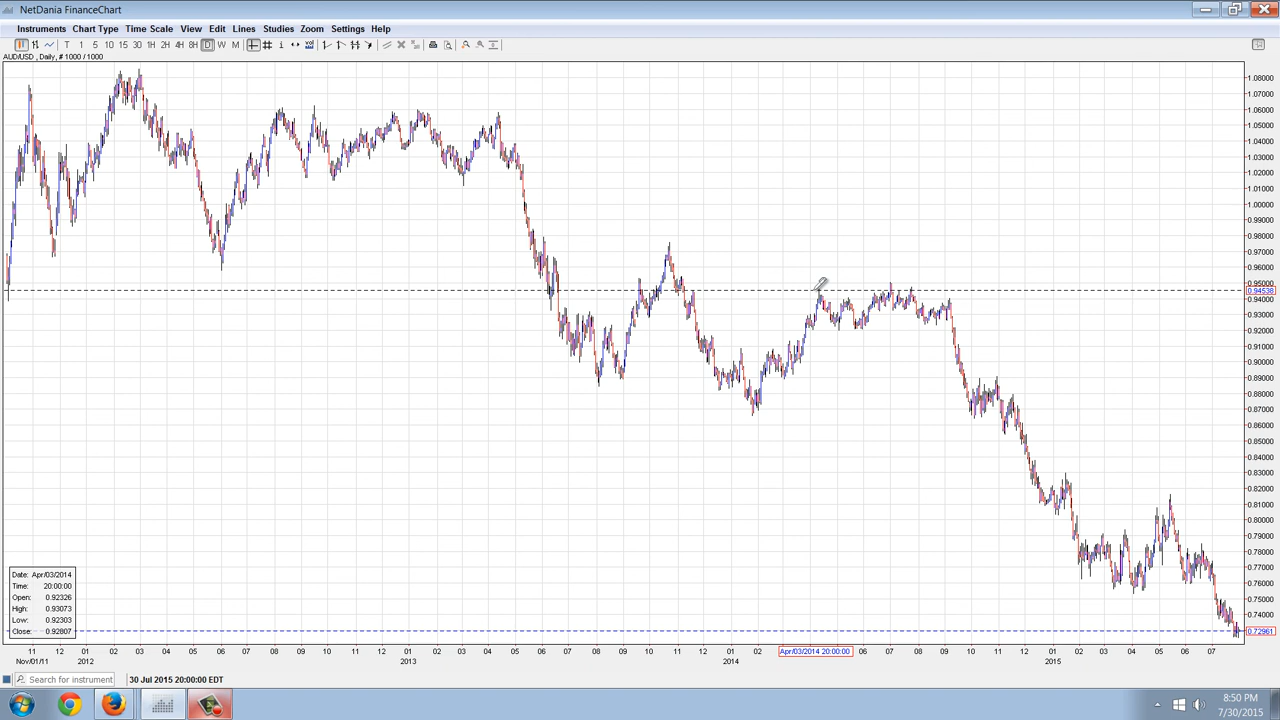 NetDania FinanceChart
Instruments Chart Type Time Scale View Edit Lines Studies Zoom Settings Help
T 1 5 10 15 30 1H 2H 4H 8H D W M
AUD/USD , Daily, # 1000 / 1000
1.08000
1.07000
1.06000
1.05000
1.04000
1.03000
1.02000
1.01000
1.00000
0.99000
0.98000
0.97000
0.96000
0.95000
0.94538
0.94000
0.93000
0.92000
0.91000
0.90000
0.89000
0.88000
0.87000
0.86000
0.85000
0.84000
0.83000
0.82000
0.81000
0.80000
0.79000
0.78000
0.77000
0.76000
0.75000
0.74000
0.72961
Date: Apr/03/2014
Time: 20:00:00
Open: 0.92326
High: 0.93073
Low: 0.92303
Close: 0.92807
11 12 01 02 03 04 05 06 07 08 09 10 11 12 01 02 03 04 05 06 07 08 09 10 11 12 01 02 Apr/03/2014 20:00:00 06 07 08 09 10 11 12 01 02 03 04 05 06 07
Nov/01/11 2012 2013 2014 2015
Search for instrument 30 Jul 2015 20:00:00 EDT
8:50 PM
7/30/2015